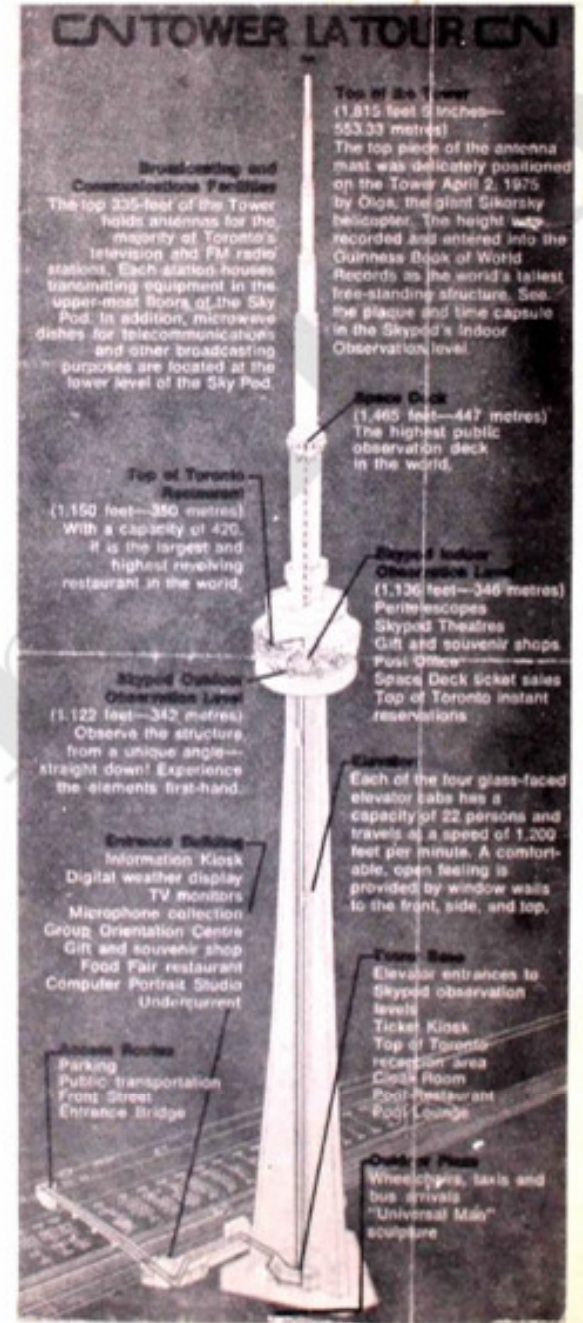 CN TOWER LA TOUR CN
Top of the Tower
(1,815 feet 5 inches—
553.33 metres)
The top piece of the antenna
mast was delicately positioned
on the Tower April 2, 1975
by Olga, the giant Sikorsky
helicopter. The height was
recorded and entered into the
Guinness Book of World
Records as the world's tallest
free-standing structure. See
the plaque and time capsule
in the Skypod's Indoor
Observation level.
Broadcasting and
Communications Facilities
The top 335-feet of the Tower
holds antennas for the
majority of Toronto's
television and FM radio
stations. Each station houses
transmitting equipment in the
upper-most floors of the Sky
Pod. In addition, microwave
dishes for telecommunications
and other broadcasting
purposes are located at the
lower level of the Sky Pod.
Space Deck
(1,465 feet—447 metres)
The highest public
observation deck
in the world.
Top of Toronto
Restaurant
(1,150 feet—350 metres)
With a capacity of 420,
it is the largest and
highest revolving
restaurant in the world.
Skypod Indoor
Observation Level
(1,136 feet—346 metres)
Peritelescopes
Skypod Theatres
Gift and souvenir shops
Post Office
Space Deck ticket sales
Top of Toronto instant
reservations
Skypod Outdoor
Observation Level
(1,122 feet—342 metres)
Observe the structure
from a unique angle—
straight down! Experience
the elements first-hand.
Elevator
Each of the four glass-faced
elevator cabs has a
capacity of 22 persons and
travels at a speed of 1,200
feet per minute. A comfort-
able, open feeling is
provided by window walls
to the front, side, and top.
Entrance Building
Information Kiosk
Digital weather display
TV monitors
Microphone collection
Group Orientation Centre
Gift and souvenir shop
Food Fair restaurant
Computer Portrait Studio
Undercurrent
Tower Base
Elevator entrances to
Skypod observation
levels
Ticket Kiosk
Top of Toronto
reception area
Cloak Room
Pool Restaurant
Pool Lounge
Access Routes
Parking
Public transportation
Front Street
Entrance Bridge
Outdoor Plaza
Wheelchairs, taxis and
bus arrivals
"Universal Man"
sculpture